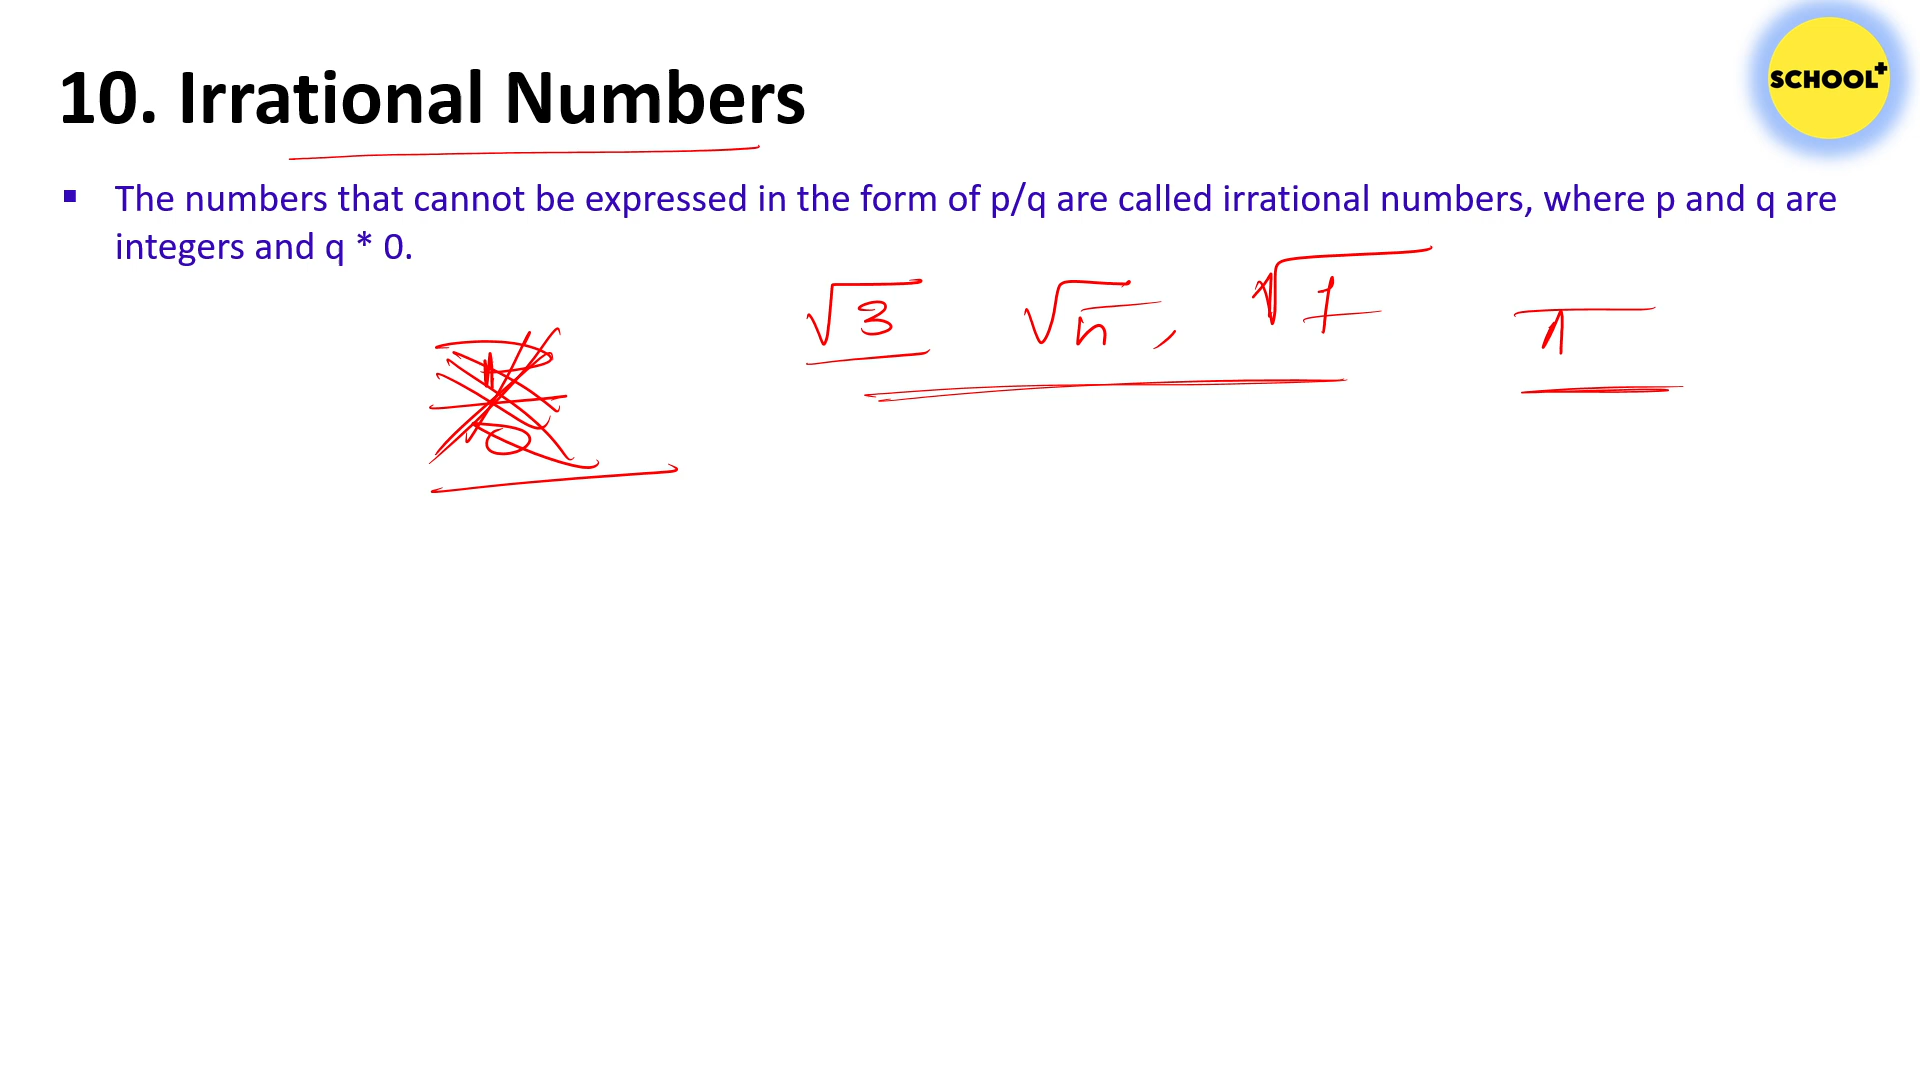 10. Irrational Numbers
SCHOOL+
▪ The numbers that cannot be expressed in the form of p/q are called irrational numbers, where p and q are
integers and q * 0.
√3